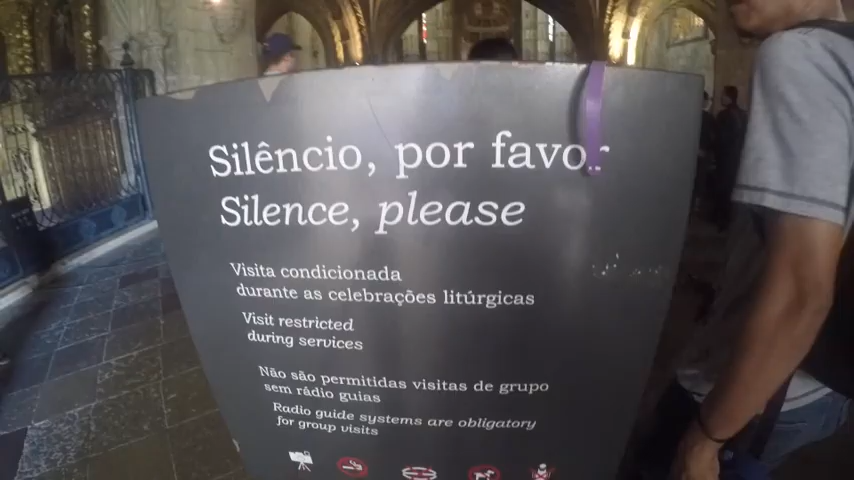 Silêncio, por favor
Silence, please
Visita condicionada
durante as celebrações litúrgicas
Visit restricted
during services
Não são permitidas visitas de grupo
sem rádio guias
Radio guide systems are obligatory
for group visits